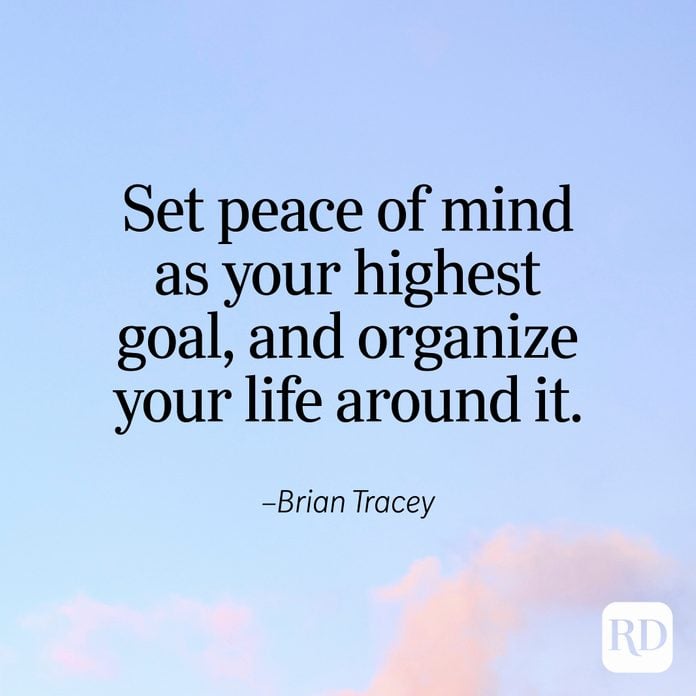 Set peace of mind
as your highest
goal, and organize
your life around it.
–Brian Tracey
RD